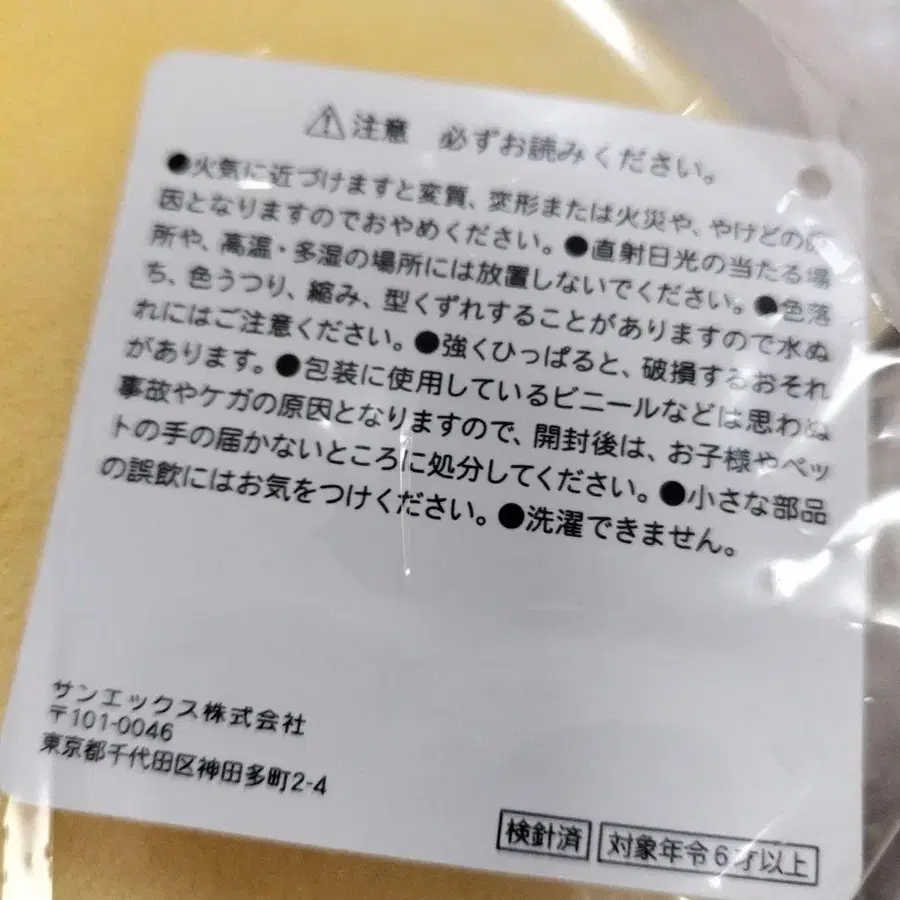 ⚠注意 必ずお読みください。
●火気に近づけますと変質、変形または火災や、やけどの原
因となりますのでおやめください。●直射日光の当たる場
所や、高温・多湿の場所には放置しないでください。●色落
ち、色うつり、縮み、型くずれすることがありますので水ぬ
れにはご注意ください。●強くひっぱると、破損するおそれ
があります。●包装に使用しているビニールなどは思わぬ
事故やケガの原因となりますので、開封後は、お子様やペッ
トの手の届かないところに処分してください。●小さな部品
の誤飲にはお気をつけください。●洗濯できません。
サンエックス株式会社
〒101-0046
東京都千代田区神田多町2-4
検針済 対象年令6才以上